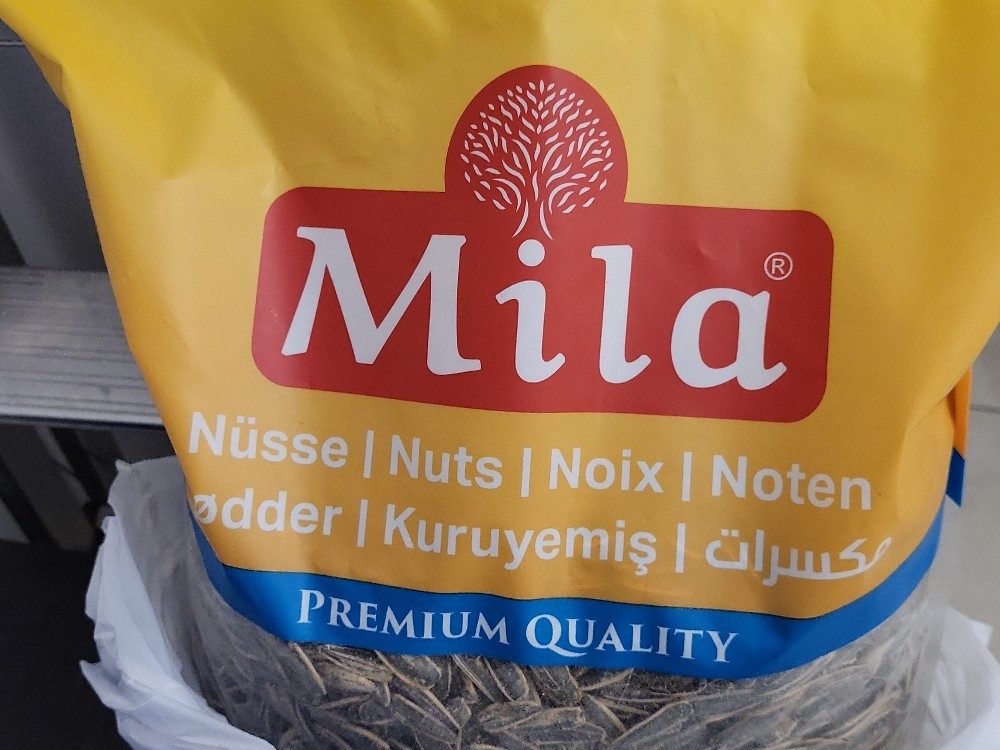 Mila®
Nüsse | Nuts | Noix | Noten
ødder | Kuruyemiş | مكسرات
PREMIUM QUALITY